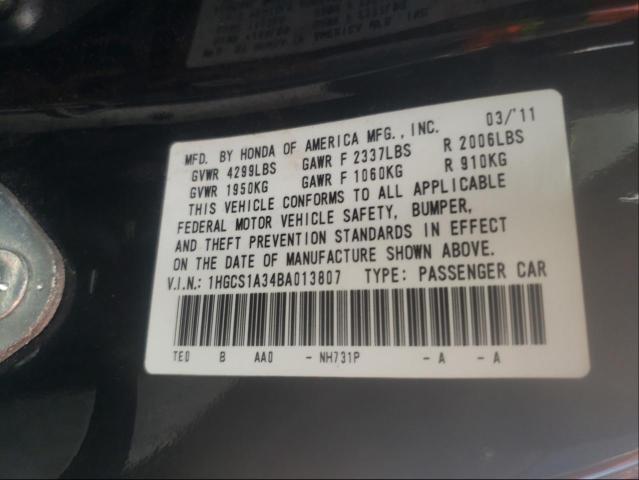 MFD. BY HONDA OF AMERICA MFG., INC. 03/'11
GVWR 4299LBS GAWR F 2337LBS R 2006LBS
GVWR 1950KG GAWR F 1060KG R 910KG
THIS VEHICLE CONFORMS TO ALL APPLICABLE
FEDERAL MOTOR VEHICLE SAFETY, BUMPER,
AND THEFT PREVENTION STANDARDS IN EFFECT
ON THE DATE OF MANUFACTURE SHOWN ABOVE.
V.I.N.: 1HGCS1A34BA013807 TYPE: PASSENGER CAR
TE0 B AA0 - NH731P - A - A